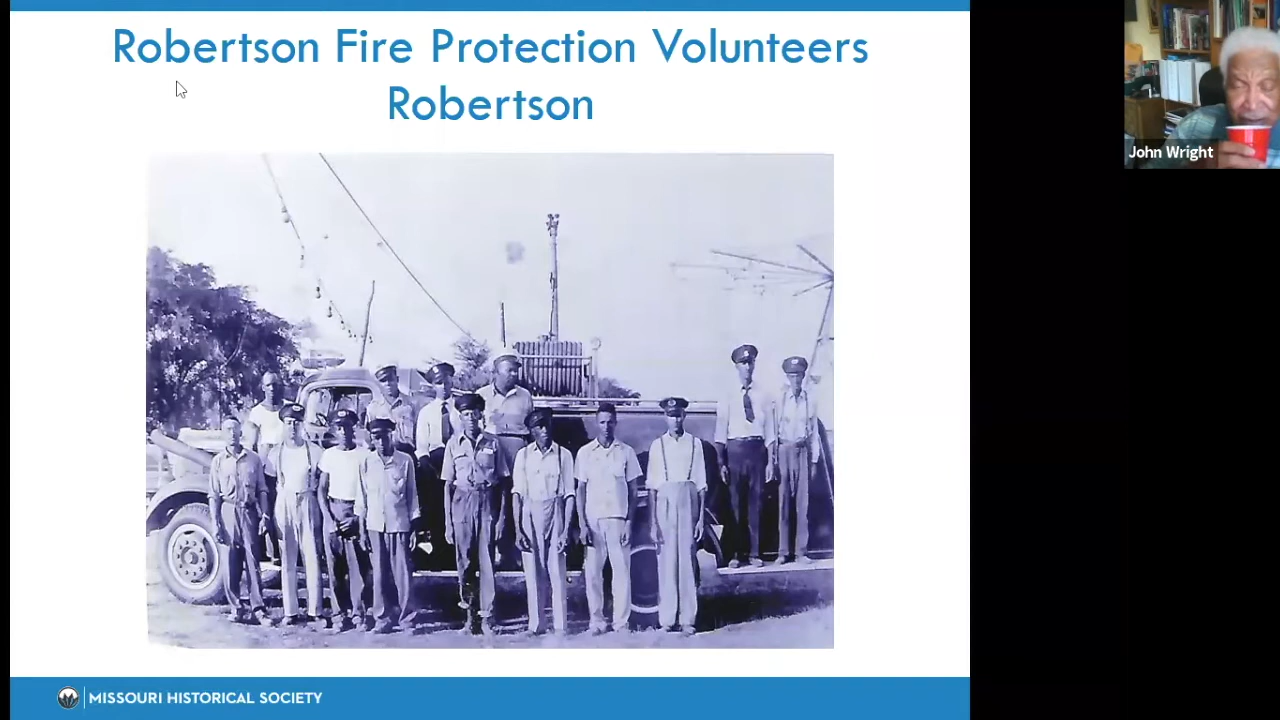 Robertson Fire Protection Volunteers
Robertson
John Wright
MISSOURI HISTORICAL SOCIETY